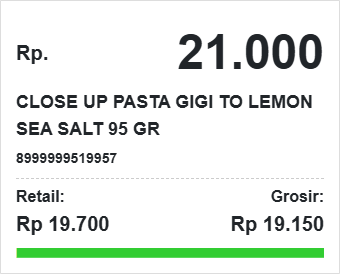 Rp. 21.000
CLOSE UP PASTA GIGI TO LEMON
SEA SALT 95 GR
8999999519957
Retail: Grosir:
Rp 19.700 Rp 19.150